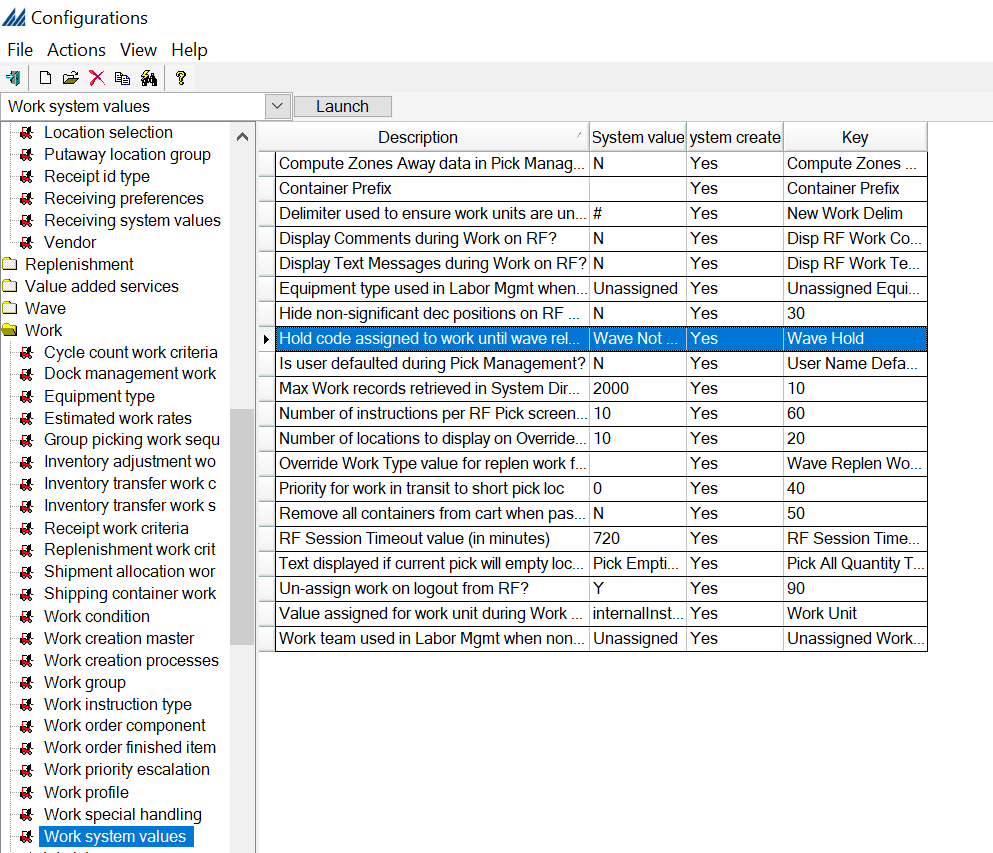 Configurations
File Actions View Help
Work system values Launch
Location selection
Putaway location group
Receipt id type
Receiving preferences
Receiving system values
Vendor
Replenishment
Value added services
Wave
Work
Cycle count work criteria
Dock management work
Equipment type
Estimated work rates
Group picking work sequ
Inventory adjustment wo
Inventory transfer work c
Inventory transfer work s
Receipt work criteria
Replenishment work crit
Shipment allocation wor
Shipping container work
Work condition
Work creation master
Work creation processes
Work group
Work instruction type
Work order component
Work order finished item
Work priority escalation
Work profile
Work special handling
Work system values
Description System value ystem create Key
Compute Zones Away data in Pick Manag... N Yes Compute Zones ...
Container Prefix Yes Container Prefix
Delimiter used to ensure work units are un... # Yes New Work Delim
Display Comments during Work on RF? N Yes Disp RF Work Co...
Display Text Messages during Work on RF? N Yes Disp RF Work Te...
Equipment type used in Labor Mgmt when... Unassigned Yes Unassigned Equi...
Hide non-significant dec positions on RF ... N Yes 30
Hold code assigned to work until wave rel... Wave Not ... Yes Wave Hold
Is user defaulted during Pick Management? N Yes User Name Defa...
Max Work records retrieved in System Dir... 2000 Yes 10
Number of instructions per RF Pick screen... 10 Yes 60
Number of locations to display on Override... 10 Yes 20
Override Work Type value for replen work f... Yes Wave Replen Wo...
Priority for work in transit to short pick loc 0 Yes 40
Remove all containers from cart when pas... N Yes 50
RF Session Timeout value (in minutes) 720 Yes RF Session Time...
Text displayed if current pick will empty loc... Pick Empti... Yes Pick All Quantity T...
Un-assign work on logout from RF? Y Yes 90
Value assigned for work unit during Work ... internalInst... Yes Work Unit
Work team used in Labor Mgmt when non... Unassigned Yes Unassigned Work...